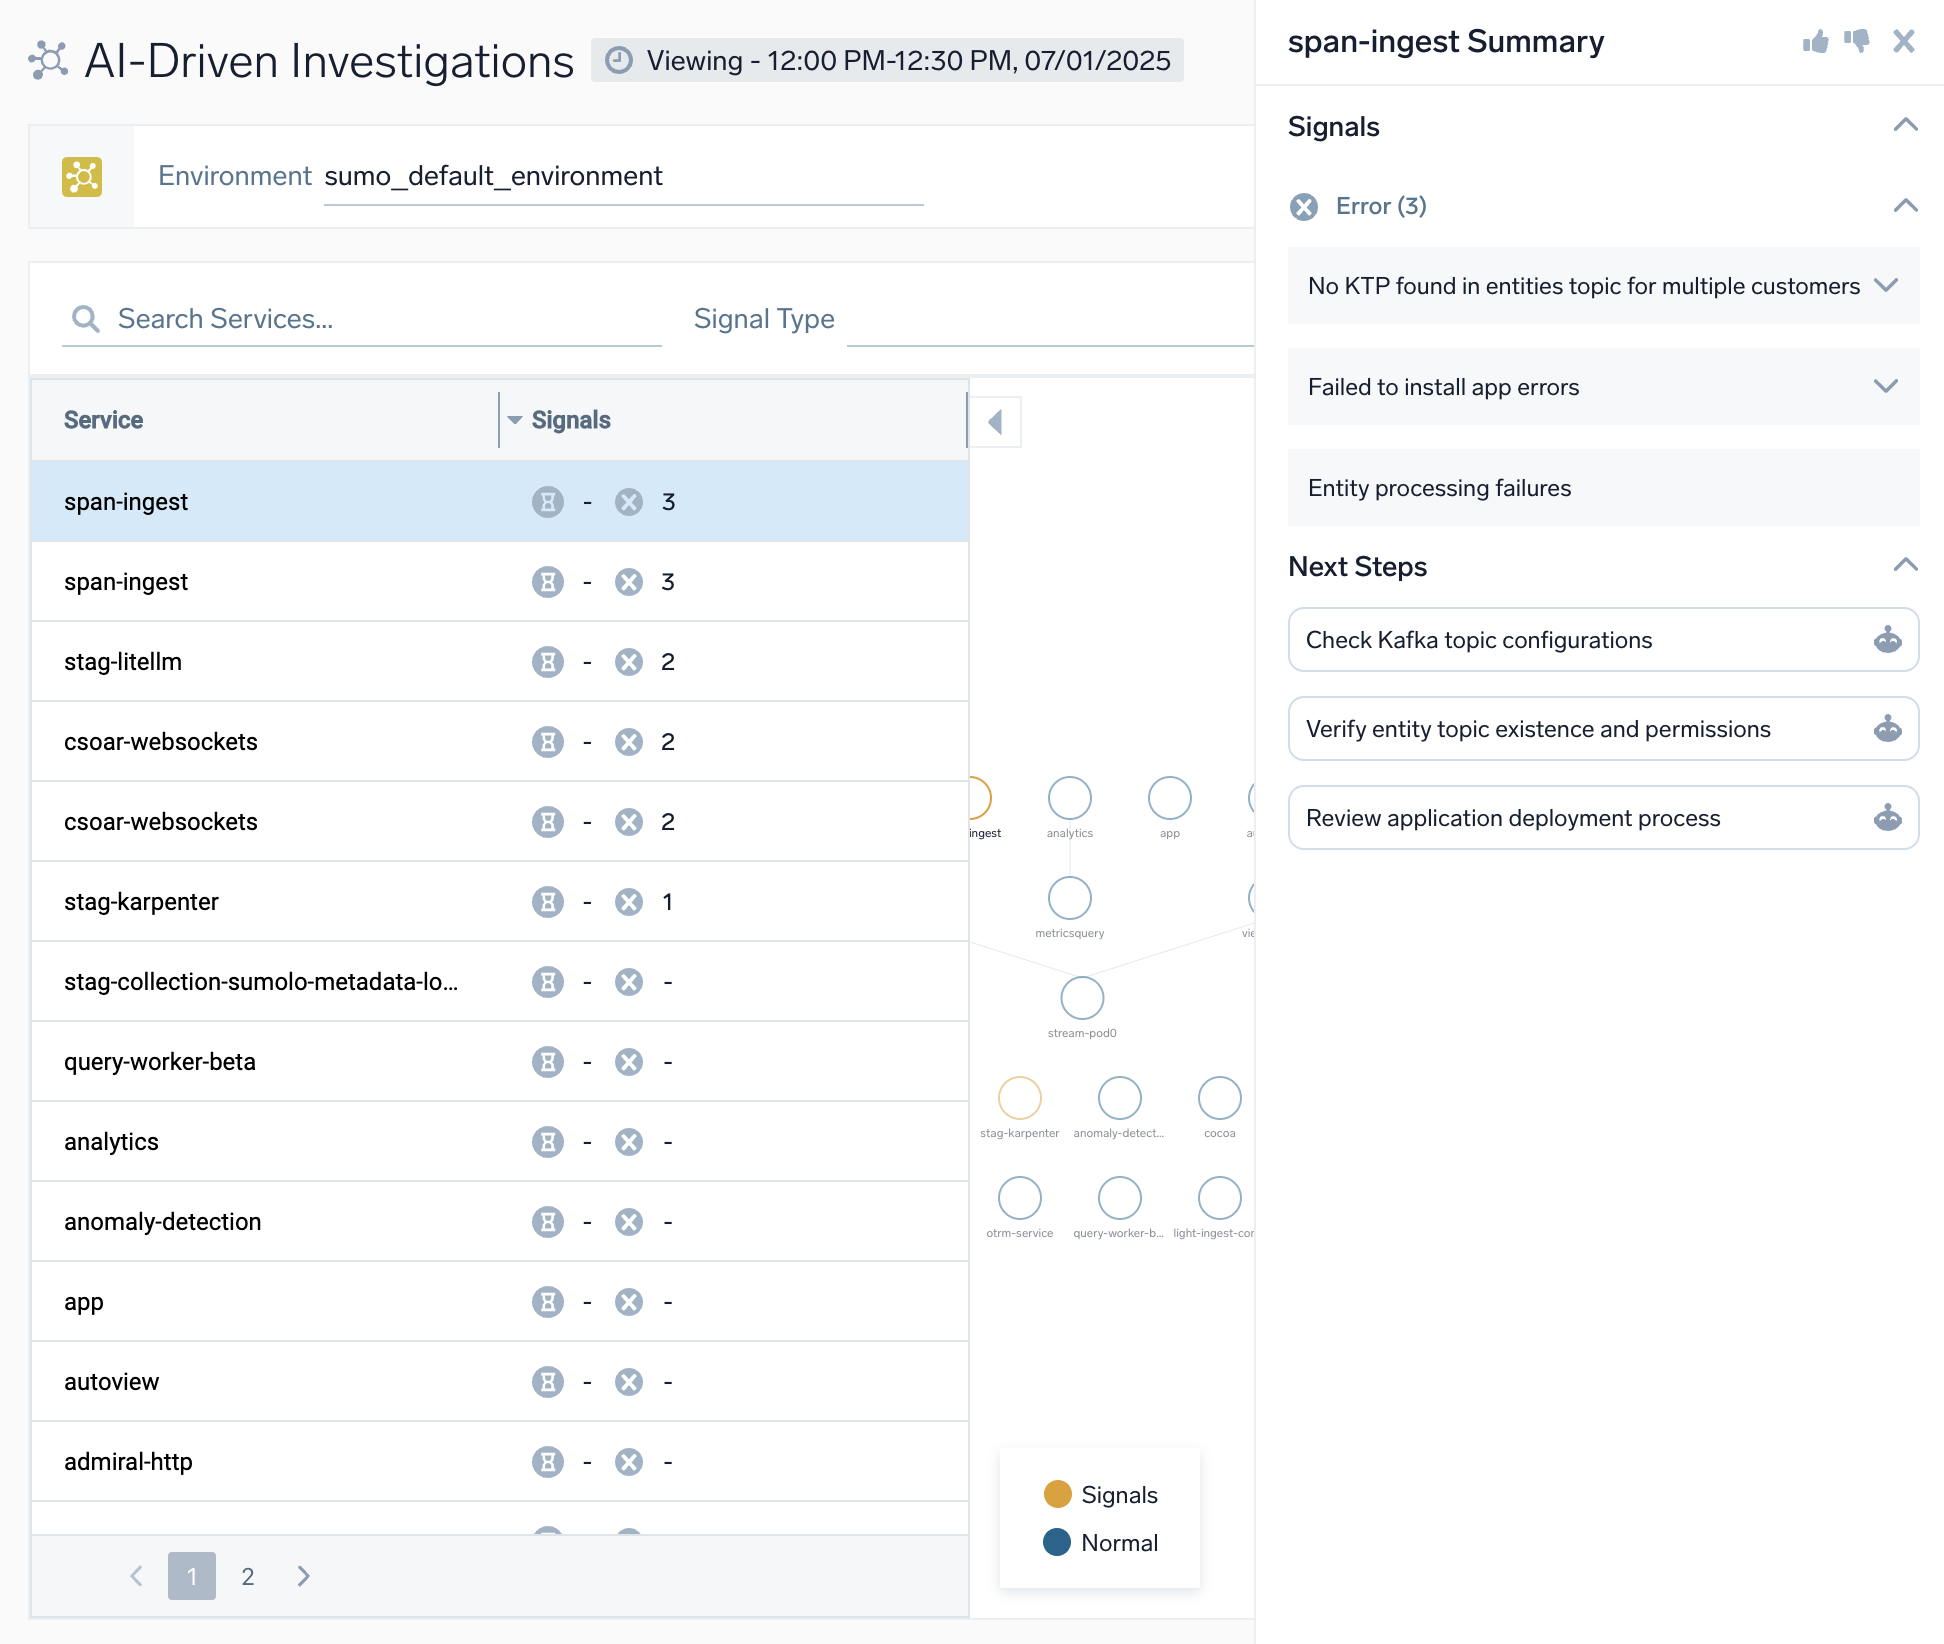 AI-Driven Investigations
Viewing - 12:00 PM-12:30 PM, 07/01/2025
Environment sumo_default_environment
Search Services...
Signal Type
Service
Signals
span-ingest - 3
span-ingest - 3
stag-litellm - 2
csoar-websockets - 2
csoar-websockets - 2
stag-karpenter - 1
stag-collection-sumolo-metadata-lo... - -
query-worker-beta - -
analytics - -
anomaly-detection - -
app - -
autoview - -
admiral-http - -
1
2
ingest
analytics
app
metricsquery
stream-pod0
stag-karpenter
anomaly-detect...
cocoa
otrm-service
query-worker-b...
light-ingest-cor
Signals
Normal
span-ingest Summary
Signals
Error (3)
No KTP found in entities topic for multiple customers
Failed to install app errors
Entity processing failures
Next Steps
Check Kafka topic configurations
Verify entity topic existence and permissions
Review application deployment process